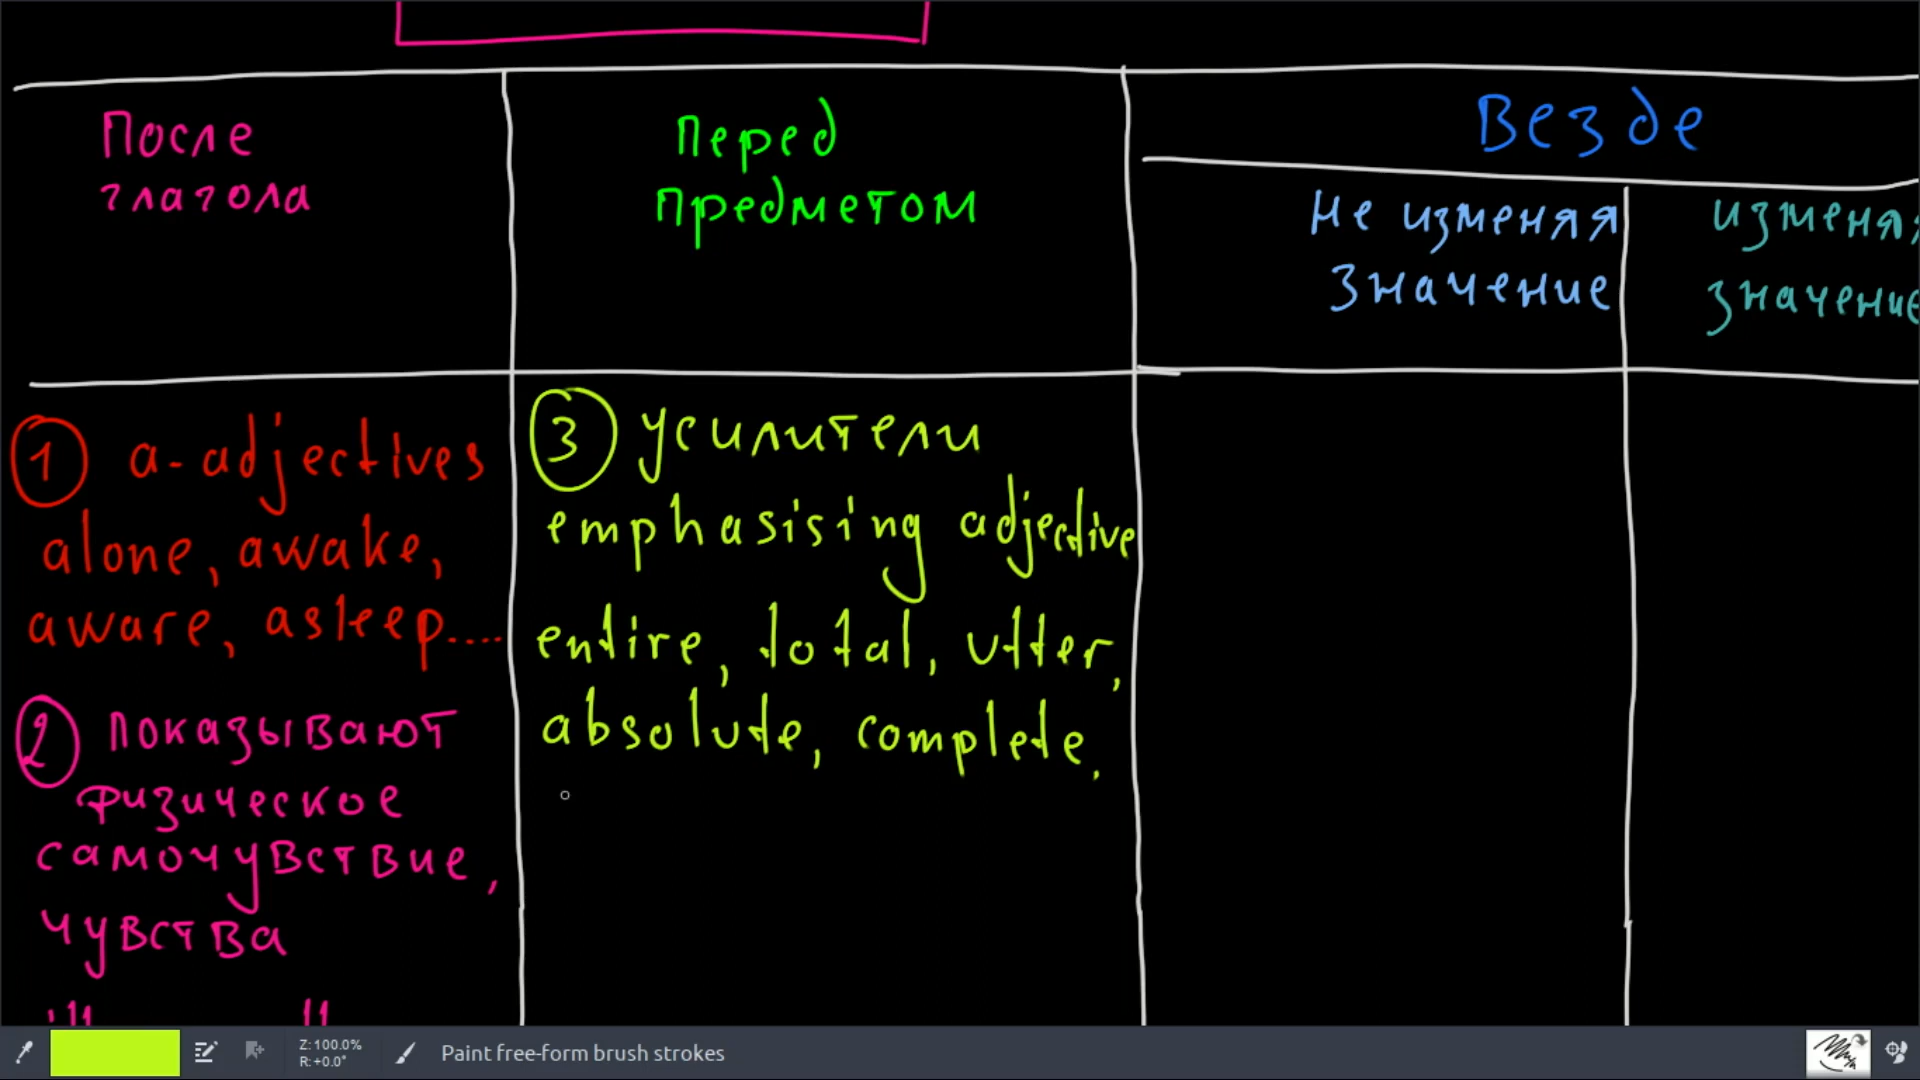 После
глагола
Перед
предметом
Везде
не изменяя
значение
изменя
значение
1 a-adjectives
alone, awake,
aware, asleep....
2 показывают
физическое
самочувствие,
чувства
3 усилители
emphasising adjective
entire, total, utter,
absolute, complete,
Z:100.0%
R:+0.0°
Paint free-form brush strokes